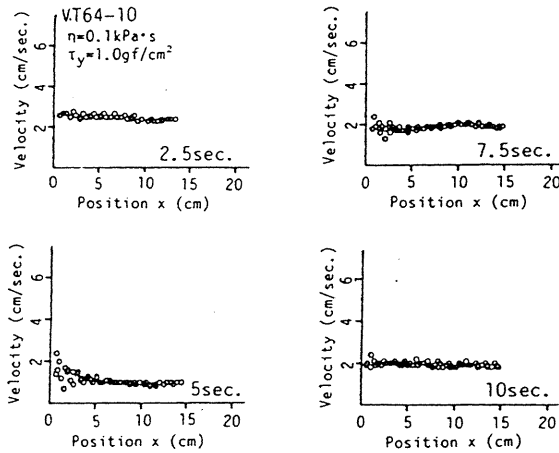 V.T64-10
η=0.1kPa·s
τy=1.0gf/cm²
Velocity (cm/sec.)
6
4
2
0 5 10 15 20
2.5sec.
Position x (cm)
Velocity (cm/sec.)
6
4
2
0 5 10 15 20
7.5sec.
Position x (cm)
Velocity (cm/sec.)
6
4
2
0 5 10 15 20
5sec.
Position x (cm)
Velocity (cm/sec.)
6
4
2
0 5 10 15 20
10sec.
Position x (cm)